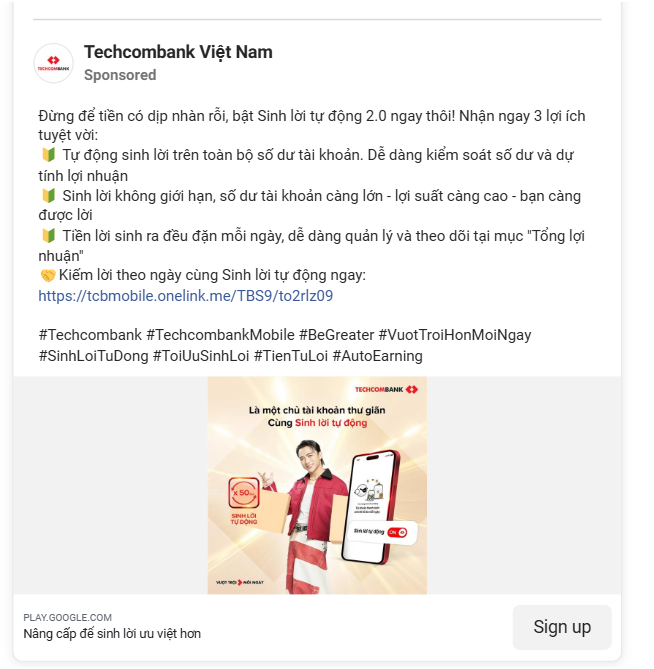 Techcombank Việt Nam
Sponsored
TECHCOMBANK
Đừng để tiền có dịp nhàn rỗi, bật Sinh lời tự động 2.0 ngay thôi! Nhận ngay 3 lợi ích
tuyệt vời:
🔰 Tự động sinh lời trên toàn bộ số dư tài khoản. Dễ dàng kiểm soát số dư và dự
tính lợi nhuận
🔰 Sinh lời không giới hạn, số dư tài khoản càng lớn - lợi suất càng cao - bạn càng
được lời
🔰 Tiền lời sinh ra đều đặn mỗi ngày, dễ dàng quản lý và theo dõi tại mục "Tổng lợi
nhuận"
🤝Kiếm lời theo ngày cùng Sinh lời tự động ngay:
https://tcbmobile.onelink.me/TBS9/to2rlz09
#Techcombank #TechcombankMobile #BeGreater #VuotTroiHonMoiNgay
#SinhLoiTuDong #ToiUuSinhLoi #TienTuLoi #AutoEarning
TECHCOMBANK
Là một chủ tài khoản thư giãn
Cùng Sinh lời tự động
x 50
SINH LỜI
TỰ ĐỘNG
Sinh lời tự động ON
VƯỢT TRỘI MỖI NGÀY
PLAY.GOOGLE.COM
Nâng cấp để sinh lời ưu việt hơn
Sign up